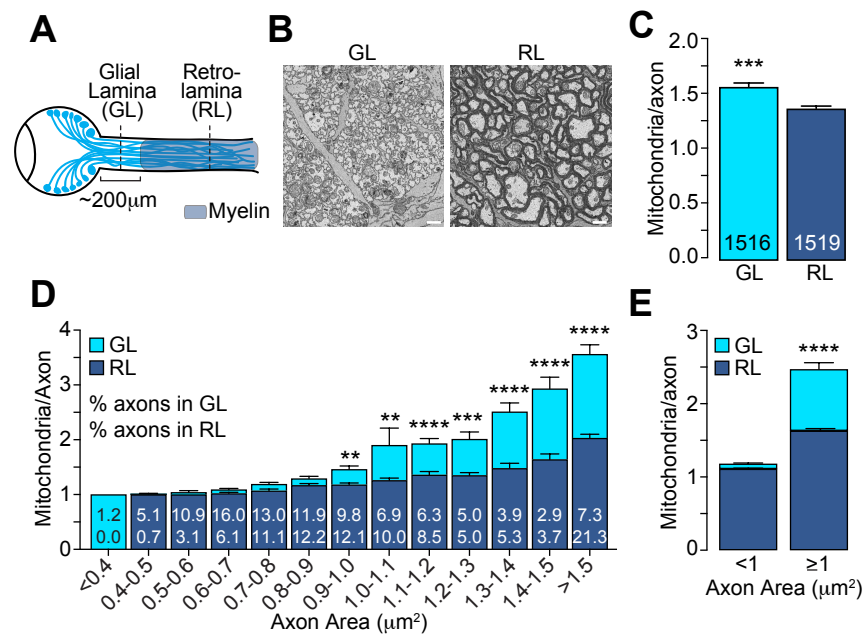 A
Glial
Lamina
(GL)
Retro-
lamina
(RL)
~200μm
Myelin
B
GL
RL
C
Mitochondria/axon
2.0
1.5
1.0
0.5
0.0
***
1516
1519
GL
RL
D
Mitochondria/Axon
4
3
2
1
0
GL
RL
% axons in GL
% axons in RL
** ** **** *** **** **** ****
1.2 5.1 10.9 16.0 13.0 11.9 9.8 6.9 6.3 5.0 3.9 2.9 7.3
0.0 0.7 3.1 6.1 11.1 12.2 12.1 10.0 8.5 5.0 5.3 3.7 21.3
<0.4 0.4-0.5 0.5-0.6 0.6-0.7 0.7-0.8 0.8-0.9 0.9-1.0 1.0-1.1 1.1-1.2 1.2-1.3 1.3-1.4 1.4-1.5 >1.5
Axon Area (μm²)
E
Mitochondria/axon
3
2
1
0
GL
RL
****
<1 ≥1
Axon Area (μm²)